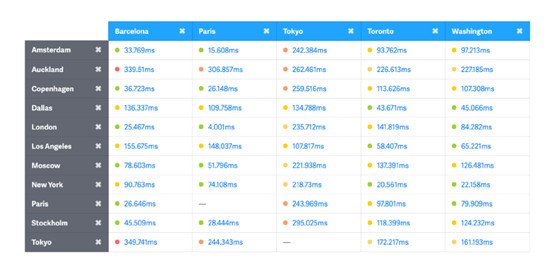 Barcelona ⌘ Paris ⌘ Tokyo ⌘ Toronto ⌘ Washington ⌘
Amsterdam ⌘ 33.769ms 15.608ms 242.384ms 93.762ms 97.213ms
Auckland ⌘ 339.51ms 306.857ms 262.461ms 226.613ms 227.185ms
Copenhagen ⌘ 36.723ms 26.148ms 259.516ms 113.626ms 107.308ms
Dallas ⌘ 136.337ms 109.758ms 134.788ms 43.671ms 45.066ms
London ⌘ 25.467ms 4.001ms 235.712ms 141.819ms 84.282ms
Los Angeles ⌘ 155.675ms 148.037ms 107.817ms 58.407ms 65.221ms
Moscow ⌘ 78.603ms 51.796ms 221.938ms 137.391ms 126.481ms
New York ⌘ 90.763ms 74.108ms 218.73ms 20.561ms 22.158ms
Paris ⌘ 26.646ms — 243.969ms 97.801ms 79.909ms
Stockholm ⌘ 45.509ms 28.444ms 295.025ms 118.399ms 124.232ms
Tokyo ⌘ 349.741ms 244.343ms — 172.217ms 161.193ms